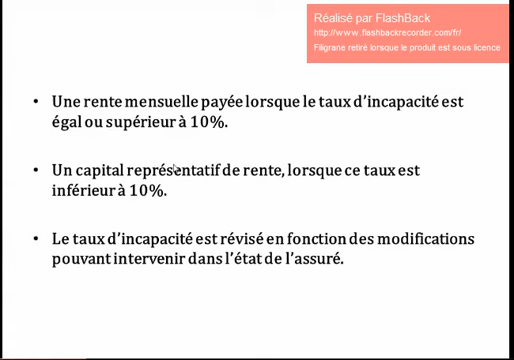 Réalisé par FlashBack
http://www.flashbackrecorder.com/fr/
Filigrane retiré lorsque le produit est sous licence
• Une rente mensuelle payée lorsque le taux d’incapacité est
égal ou supérieur à 10%.
• Un capital représentatif de rente, lorsque ce taux est
inférieur à 10%.
• Le taux d’incapacité est révisé en fonction des modifications
pouvant intervenir dans l’état de l’assuré.